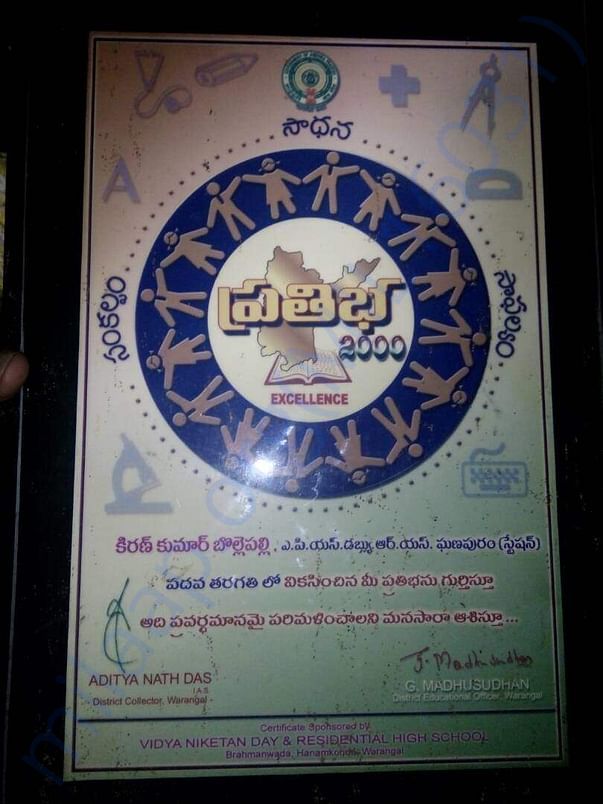 సాధన
సంకల్పం
సాఫల్యం
ప్రతిభ
2000
EXCELLENCE
A
కిరణ్ కుమార్ బొల్లెపల్లి, ఎ.పి.యస్.డబ్ల్యు.ఆర్.యస్. ఘణపురం (స్టేషన్)
పదవ తరగతి లో వికసించిన మీ ప్రతిభను గుర్తిస్తూ
అది ప్రవర్ధమానమై పరిమళించాలని మనసారా ఆశిస్తూ...
G. Madhusudhan
ADITYA NATH DAS
I.A.S.
District Collector, Warangal
G. MADHUSUDHAN
District Educational Officer, Warangal
Certificate Sponsored by
VIDYA NIKETAN DAY & RESIDENTIAL HIGH SCHOOL
Brahmanwada, Hanamkonda, Warangal